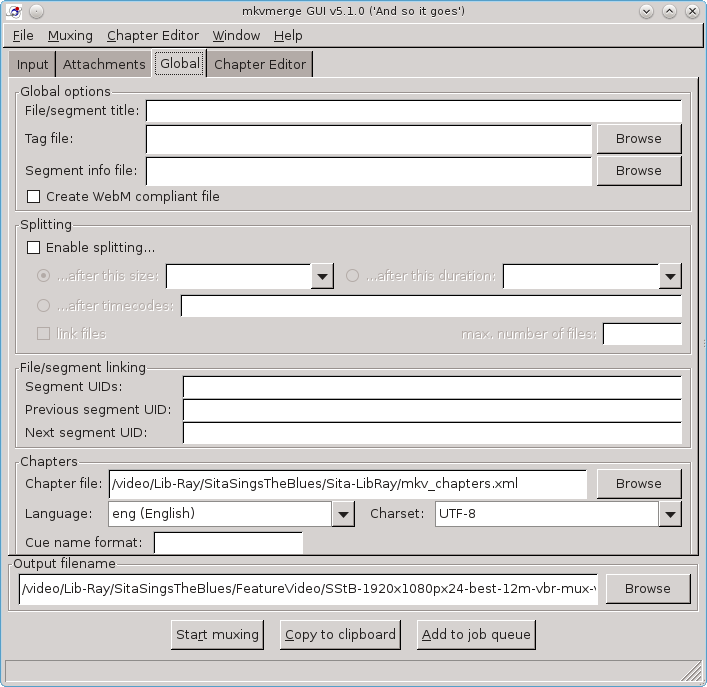 mkvmerge GUI v5.1.0 ('And so it goes')
File Muxing Chapter Editor Window Help
Input Attachments Global Chapter Editor
Global options
File/segment title:
Tag file: Browse
Segment info file: Browse
Create WebM compliant file
Splitting
Enable splitting...
...after this size: ...after this duration:
...after timecodes:
link files max. number of files:
File/segment linking
Segment UIDs:
Previous segment UID:
Next segment UID:
Chapters
Chapter file: /video/Lib-Ray/SitaSingsTheBlues/Sita-LibRay/mkv_chapters.xml Browse
Language: eng (English) Charset: UTF-8
Cue name format:
Output filename
/video/Lib-Ray/SitaSingsTheBlues/FeatureVideo/SStB-1920x1080px24-best-12m-vbr-mux- Browse
Start muxing Copy to clipboard Add to job queue